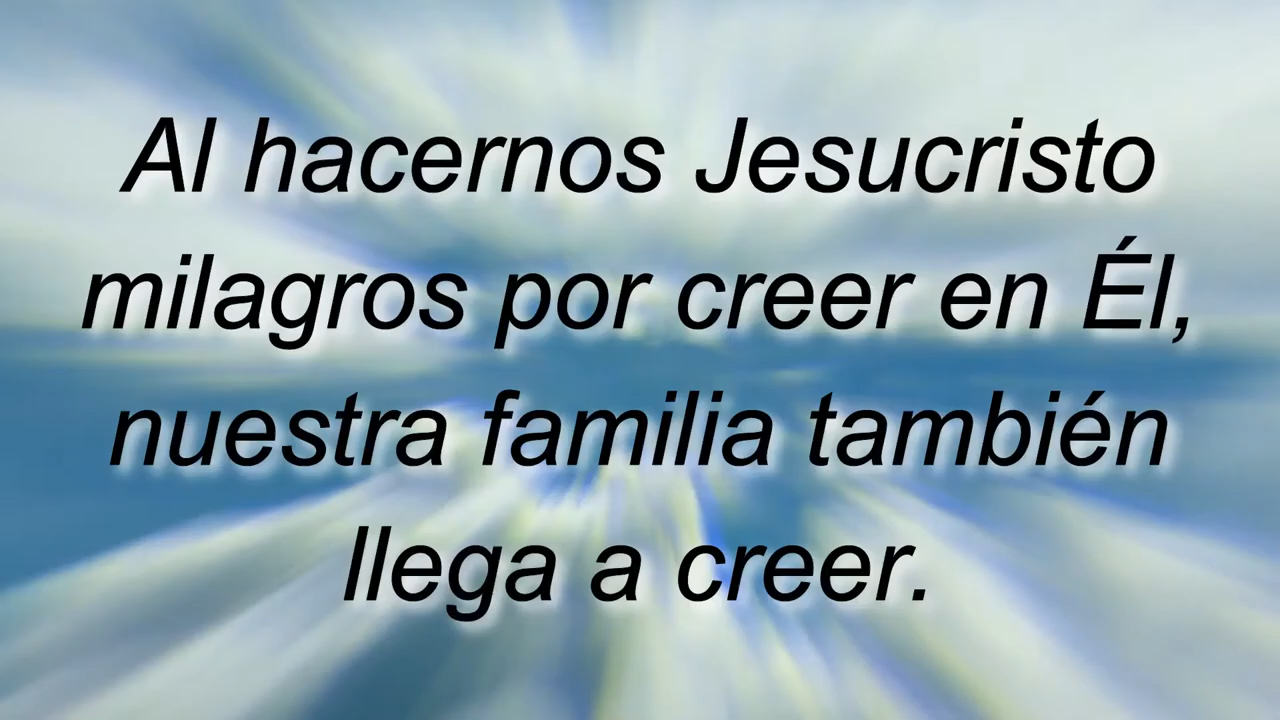 Al hacernos Jesucristo
milagros por creer en Él,
nuestra familia también
llega a creer.